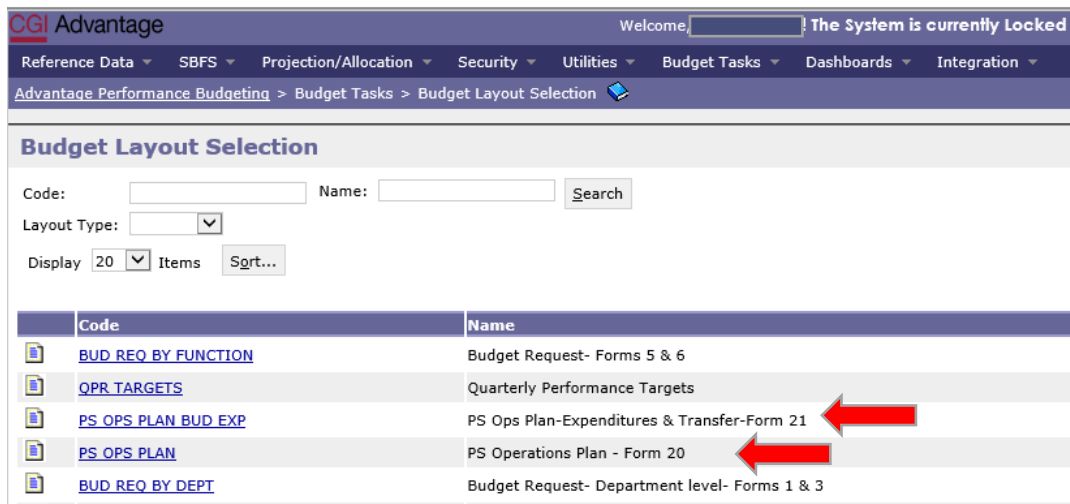 CGI Advantage Welcome, ! The System is currently Locked
Reference Data SBFS Projection/Allocation Security Utilities Budget Tasks Dashboards Integration
Advantage Performance Budgeting > Budget Tasks > Budget Layout Selection
Budget Layout Selection
Code: Name: Search
Layout Type:
Display 20 Items Sort...
Code Name
BUD REQ BY FUNCTION Budget Request- Forms 5 & 6
QPR TARGETS Quarterly Performance Targets
PS OPS PLAN BUD EXP PS Ops Plan-Expenditures & Transfer-Form 21
PS OPS PLAN PS Operations Plan - Form 20
BUD REQ BY DEPT Budget Request- Department level- Forms 1 & 3